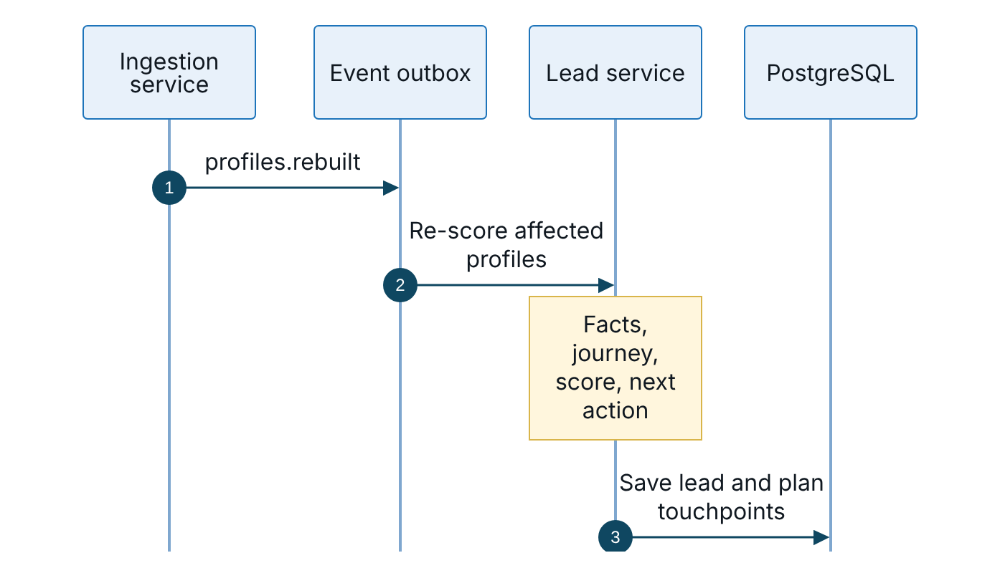 Ingestion
service
Event outbox
Lead service
PostgreSQL
profiles.rebuilt
1
Re-score affected
profiles
2
Facts,
journey,
score, next
action
Save lead and plan
touchpoints
3